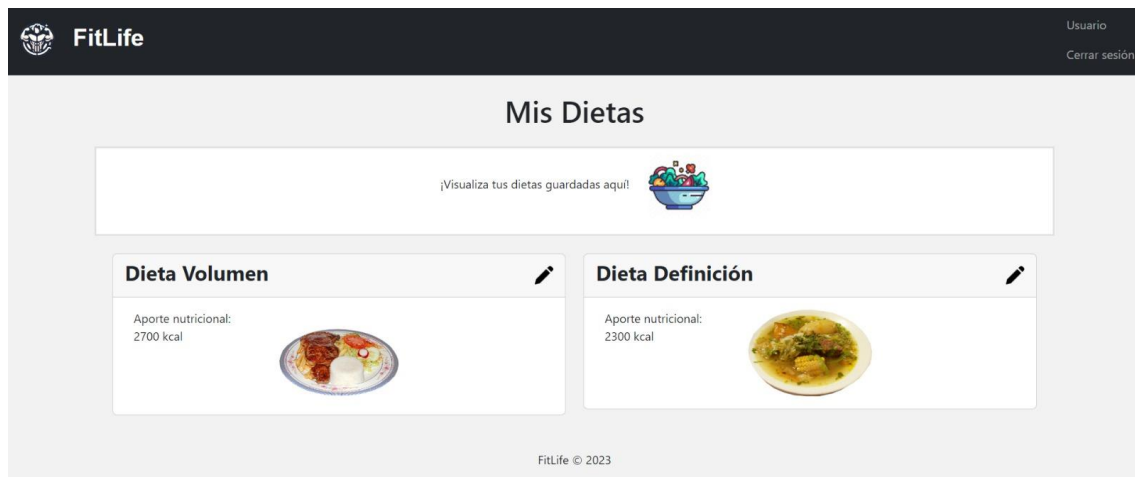 FitLife
Usuario
Cerrar sesión
Mis Dietas
¡Visualiza tus dietas guardadas aquí!
Dieta Volumen
Aporte nutricional:
2700 kcal
Dieta Definición
Aporte nutricional:
2300 kcal
FitLife © 2023